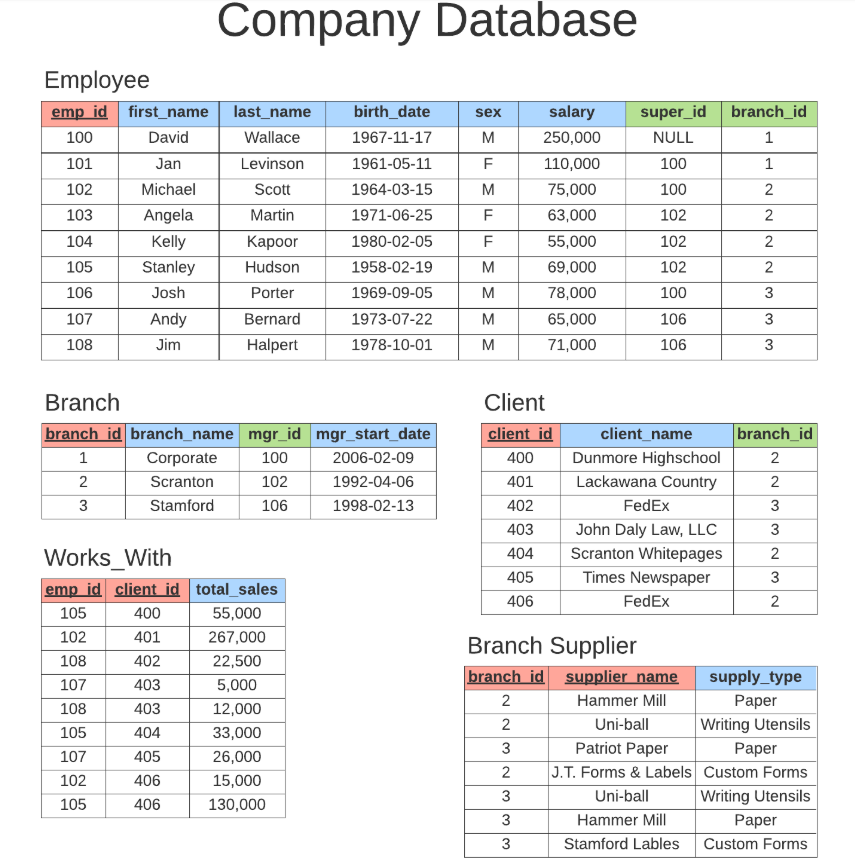 Company Database
Employee
emp_id first_name last_name birth_date sex salary super_id branch_id
100 David Wallace 1967-11-17 M 250,000 NULL 1
101 Jan Levinson 1961-05-11 F 110,000 100 1
102 Michael Scott 1964-03-15 M 75,000 100 2
103 Angela Martin 1971-06-25 F 63,000 102 2
104 Kelly Kapoor 1980-02-05 F 55,000 102 2
105 Stanley Hudson 1958-02-19 M 69,000 102 2
106 Josh Porter 1969-09-05 M 78,000 100 3
107 Andy Bernard 1973-07-22 M 65,000 106 3
108 Jim Halpert 1978-10-01 M 71,000 106 3
Branch
branch_id branch_name mgr_id mgr_start_date
1 Corporate 100 2006-02-09
2 Scranton 102 1992-04-06
3 Stamford 106 1998-02-13
Client
client_id client_name branch_id
400 Dunmore Highschool 2
401 Lackawana Country 2
402 FedEx 3
403 John Daly Law, LLC 3
404 Scranton Whitepages 2
405 Times Newspaper 3
406 FedEx 2
Works_With
emp_id client_id total_sales
105 400 55,000
102 401 267,000
108 402 22,500
107 403 5,000
108 403 12,000
105 404 33,000
107 405 26,000
102 406 15,000
105 406 130,000
Branch Supplier
branch_id supplier_name supply_type
2 Hammer Mill Paper
2 Uni-ball Writing Utensils
3 Patriot Paper Paper
2 J.T. Forms & Labels Custom Forms
3 Uni-ball Writing Utensils
3 Hammer Mill Paper
3 Stamford Lables Custom Forms